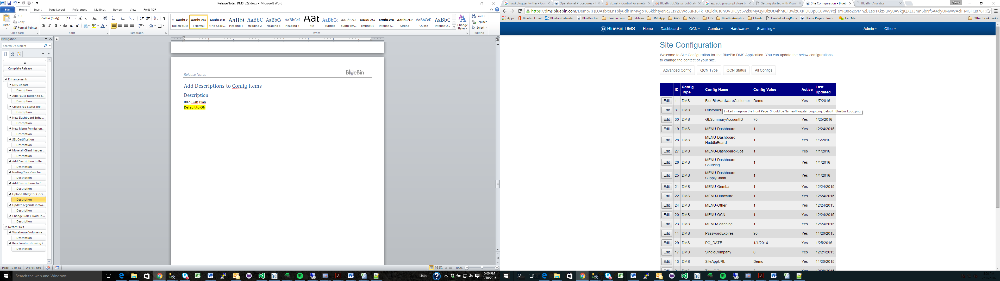 ReleaseNotes_DMS_v22.docx - Microsoft Word
File Home Insert Page Layout References Mailings Review View Foxit PDF
Paste
Cut
Copy
Format Painter
Clipboard
Calibri (Body) 11
Font
Paragraph
AaBbCc AaBbCcDc AaBbCcDc AaBbC AaBbC AaBbCc AaBbCcI AaI AaBbC AaBbCcDc AaBbCcDc AaBbCcDc AaBbCcDc AaBbCcD AaBbC
BulletedList ¶ Normal ¶ No Spaci... Heading 1 Heading 2 Heading 3 Heading 4 Title Subtitle Subtle Em... Emphasis Intense E... Strong Quote Intense Q...
Styles
Change Styles
Find
Replace
Select
Editing
Navigation
Search Document
Complete Release
Enhancements
DNS update
Description
Add Pause Button to t...
Description
Create Job Status job
Description
New Dashboard Enha...
Description
New Menu Permission...
Description
SSL Certification
Description
Move all Client Images ...
Description
Add Description to Ite...
Description
Nesting Tree View for ...
Description
Add Descriptions to C...
Description
Upload Utility for Oper...
Description
Update Legends in Wo...
Description
Change Roles, RoleOp...
Description
Defect Fixes
Warehouse Volume re...
Description
Item Locator showing i...
Description
1 2 3 4 5 6 7
Release Notes
BlueBin
Add Descriptions to Config Items
Description
Blah Blah Blah
Default to ON
Page: 12 of 18 Words: 656
100%
Search the web and Windows
Links
5:00 PM
2/10/2016
hawkblogger twitter - Goo
Operational Procedures - I
vb.net - Control Paramete
BlueBinJobStatus: JobStatu
asp add javascript close b
Getting started with Visual
Site Configuration - BlueBi
BlueBin Analytics
Gerry
Apps Bluebin Email Bluebin Calendar BlueBin Trac bluebin.com Tableau DMSApp AWS MyStuff ERP BlueBinAnalytics Clients CreateLinkingRuby Home Page - BlueBi... Join.Me Other bookmarks
BlueBin DMS Home Dashboard QCN Gemba Hardware Scanning Admin Other
Site Configuration
Welcome to Site Configuration for the BlueBin DMS Application. You can update the below configurations
to change the contect of your site.
Advanced Config QCN Type QCN Status All Configs
ID Config Type Config Name Config Value Active Last Updated
Edit 1 DMS BlueBinHardwareCustomer Demo Yes 1/7/2016
Edit 3 DMS CustomerI
Linked image on the Front Page. Should be NameofHospital_Logo.png. Default=BlueBin_Logo.png
Edit 30 DMS GLSummaryAccountID 70 Yes 1/25/2016
Edit 19 DMS MENU-Dashboard 1 Yes 12/24/2015
Edit 28 DMS MENU-Dashboard-HuddleBoard 1 Yes 1/6/2016
Edit 27 DMS MENU-Dashboard-Ops 1 Yes 1/1/2016
Edit 26 DMS MENU-Dashboard-Sourcing 1 Yes 1/1/2016
Edit 25 DMS MENU-Dashboard-SupplyChain 1 Yes 1/1/2016
Edit 21 DMS MENU-Gemba 1 Yes 12/24/2015
Edit 22 DMS MENU-Hardware 1 Yes 12/24/2015
Edit 24 DMS MENU-Other 1 Yes 12/24/2015
Edit 20 DMS MENU-QCN 1 Yes 12/24/2015
Edit 23 DMS MENU-Scanning 1 Yes 12/24/2015
Edit 11 DMS PasswordExpires 90 Yes 11/20/2015
Edit 29 DMS PO_DATE 1/1/2014 Yes 1/25/2016
Edit 17 DMS SingleCompany 0 Yes 12/21/2015
Edit 13 DMS SiteAppURL Demo Yes 11/20/2015
5:00 PM